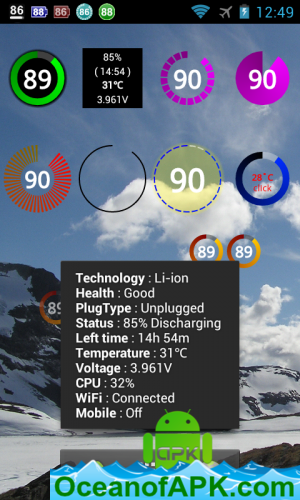 86 88 86 86 88 12:49
89
85%
( 14:54 )
31℃
3.961V
90
90
90
90
28℃
click
89 89
89
Technology : Li-ion
Health : Good
PlugType : Unplugged
Status : 85% Discharging
Left time : 14h 54m
Temperature : 31℃
Voltage : 3.961V
CPU : 32%
WiFi : Connected
Mobile : Off
APK
OceanofAPK.com